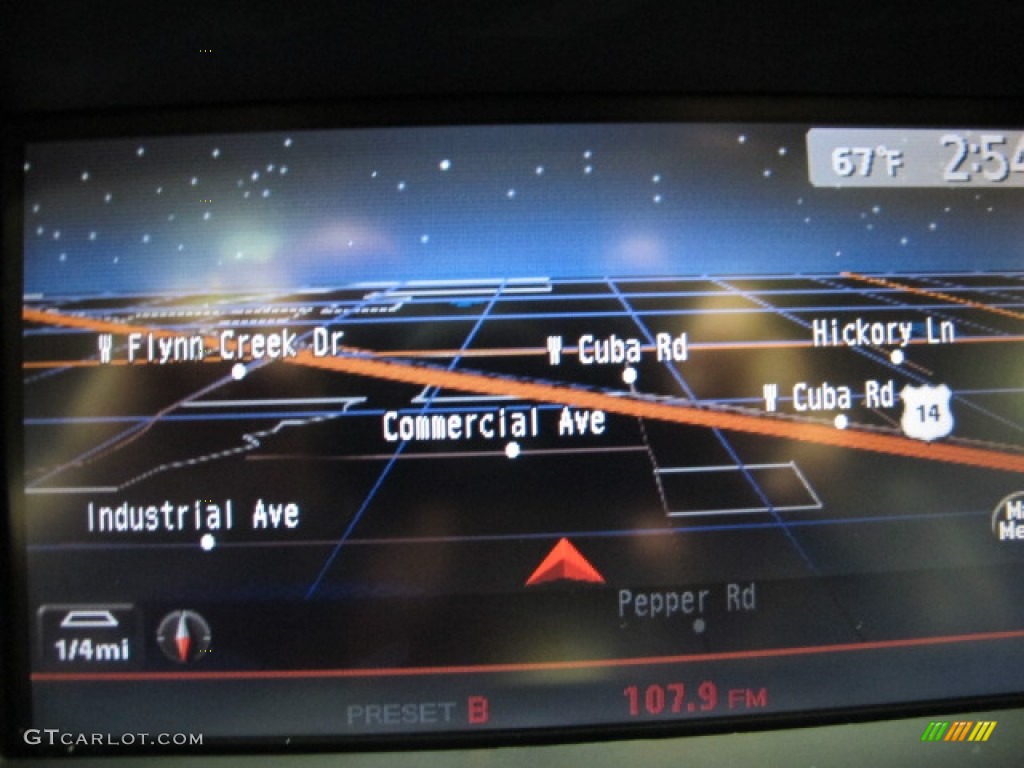 67°F 2:54
W Flynn Creek Dr
W Cuba Rd
Hickory Ln
W Cuba Rd
14
Commercial Ave
Industrial Ave
Pepper Rd
1/4mi
PRESET B 107.9 FM
GTCARLOT.COM